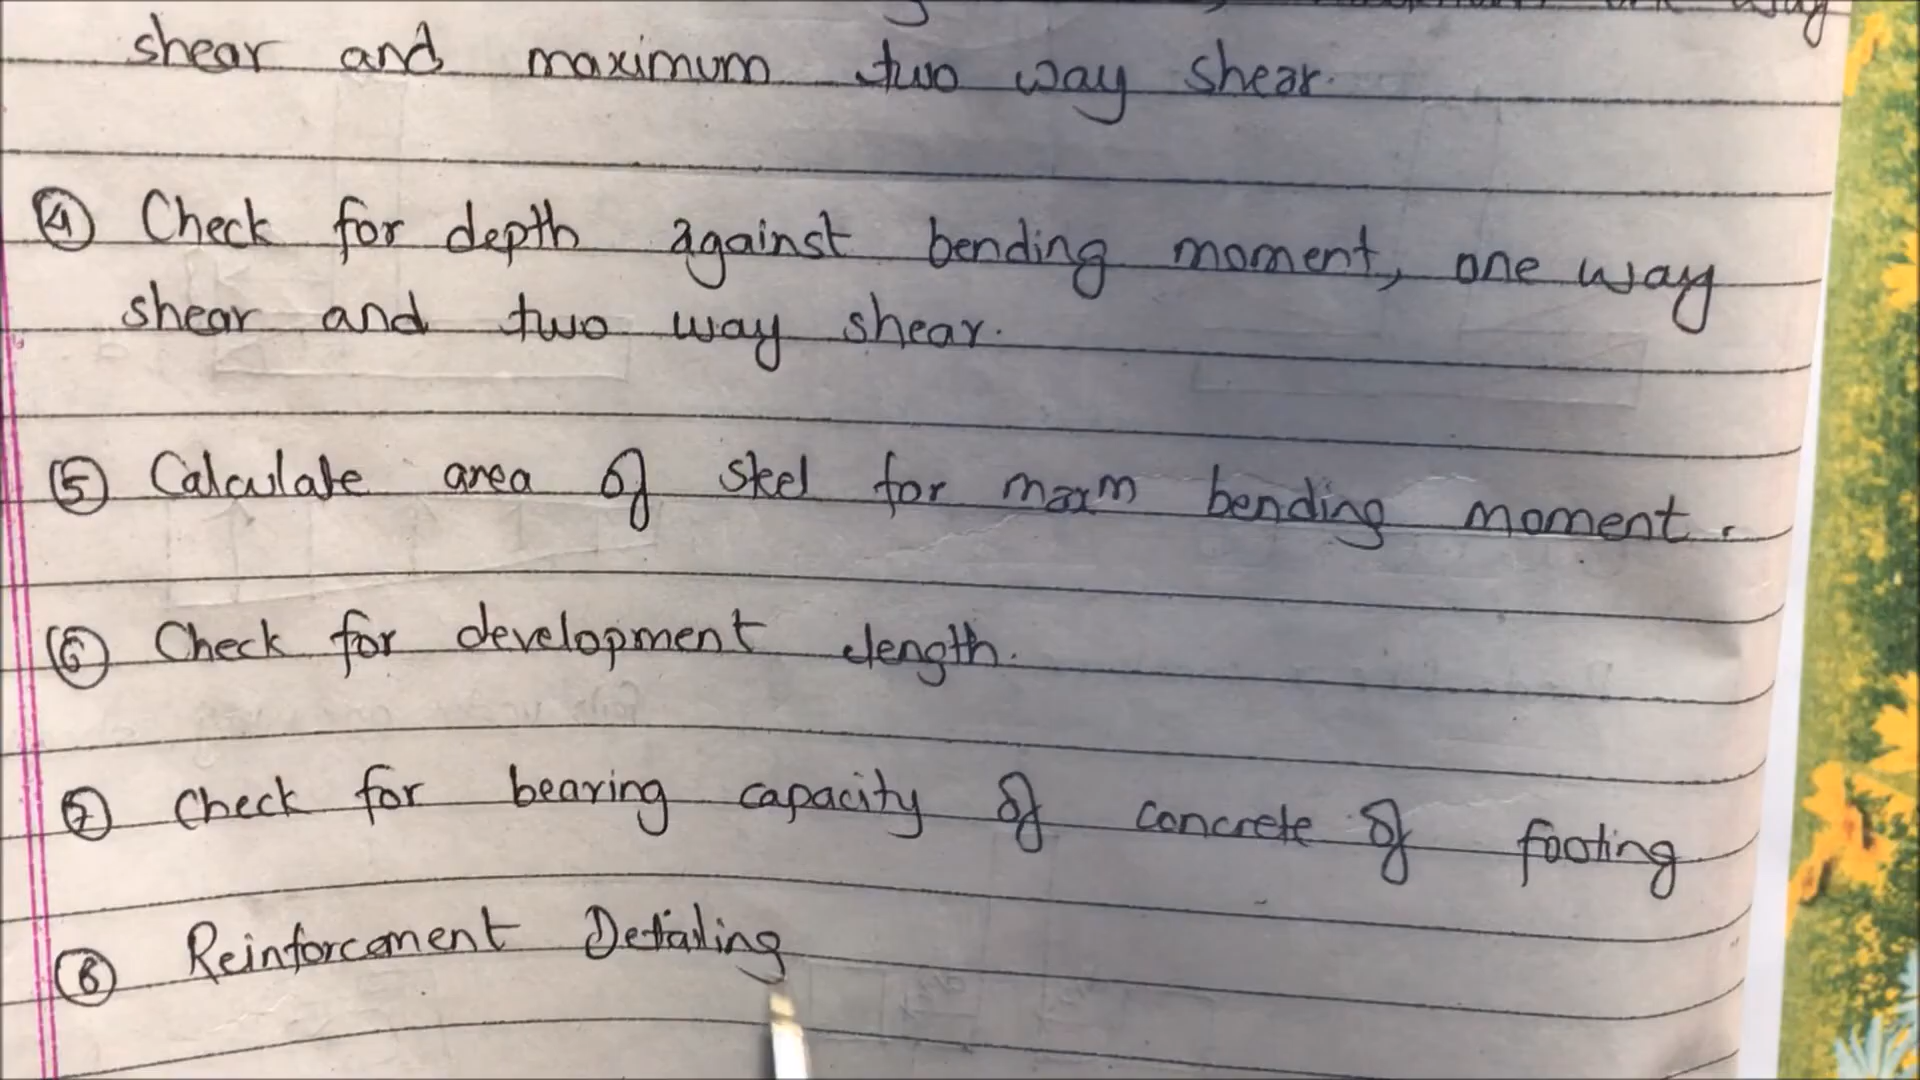 shear and maximum two way shear.
④ Check for depth against bending moment, one way
shear and two way shear.
⑤ Calculate area of steel for maxm bending moment.
⑥ Check for development length.
⑦ Check for bearing capacity of concrete of footing
⑧ Reinforcement Detailing